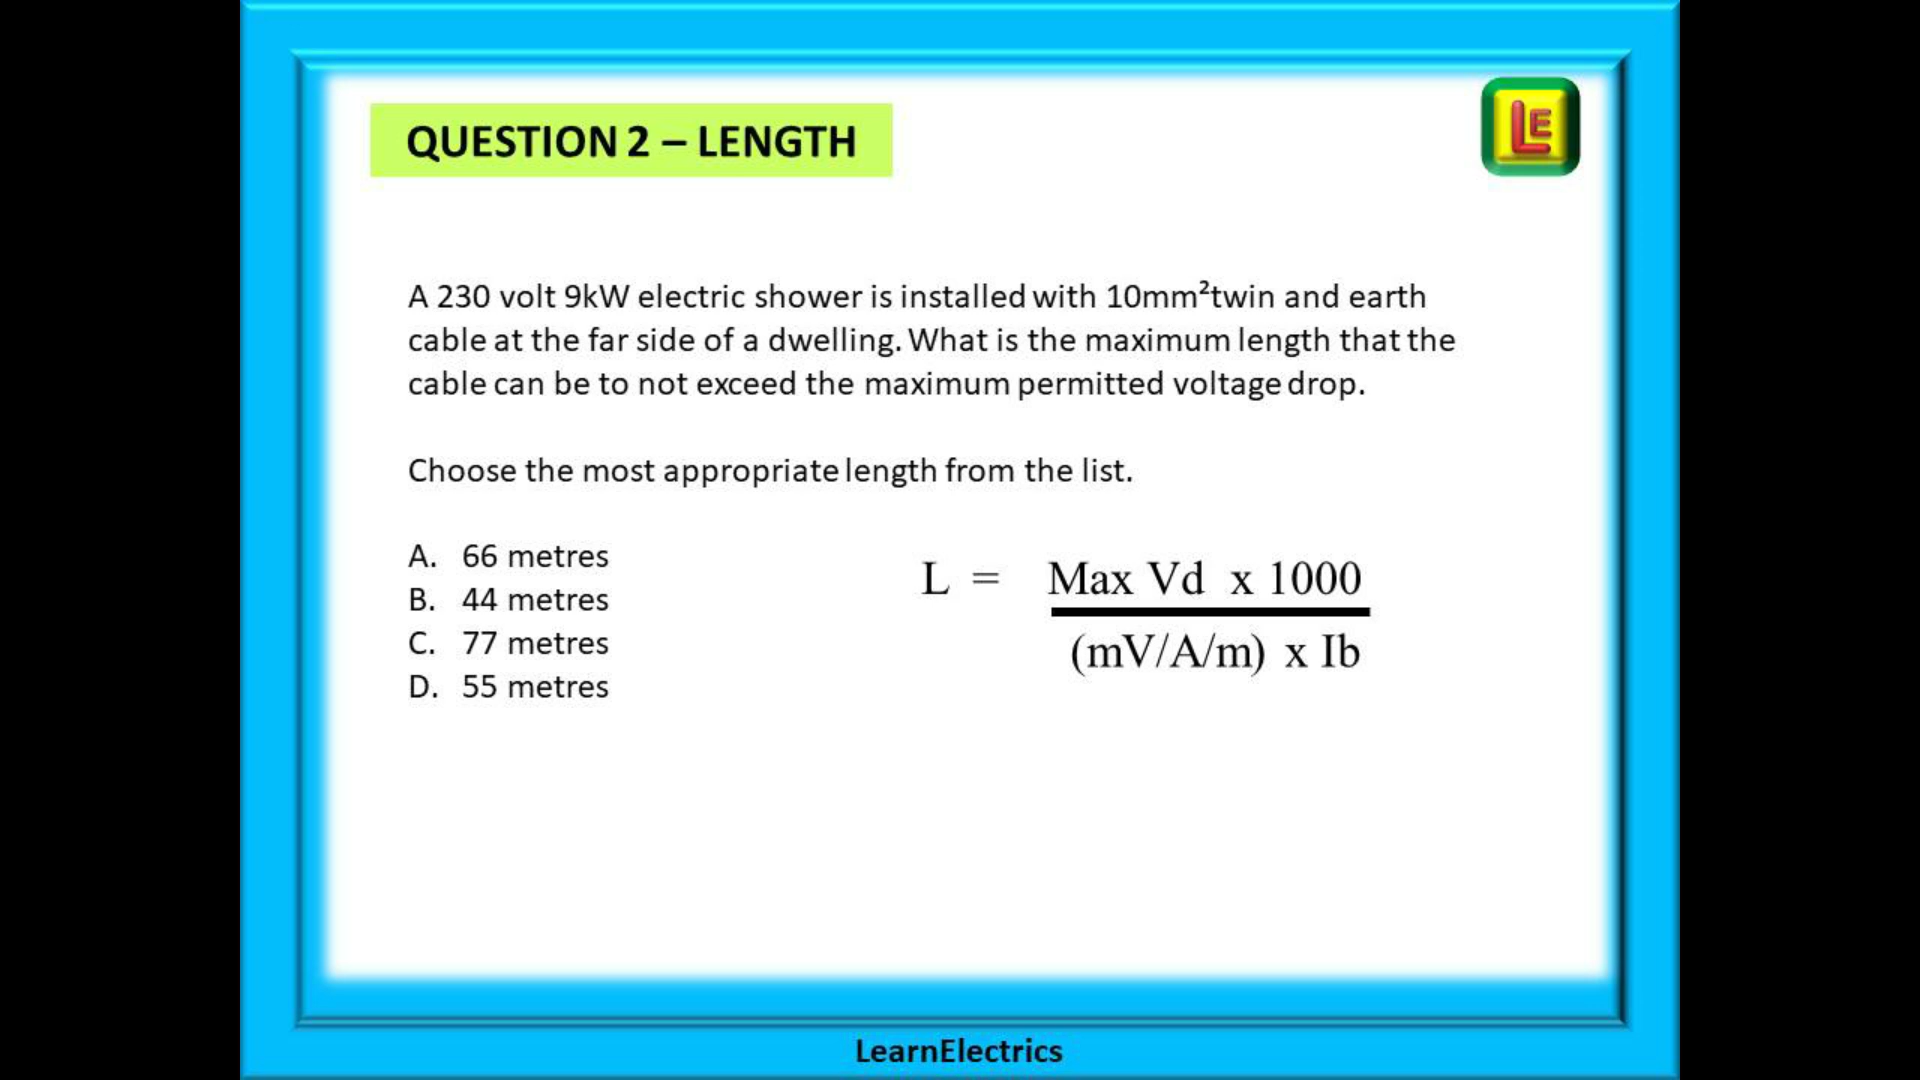 QUESTION 2 – LENGTH
LE
A 230 volt 9kW electric shower is installed with 10mm²twin and earth
cable at the far side of a dwelling. What is the maximum length that the
cable can be to not exceed the maximum permitted voltage drop.
Choose the most appropriate length from the list.
A. 66 metres
B. 44 metres
C. 77 metres
D. 55 metres
L = Max Vd x 1000
(mV/A/m) x Ib
LearnElectrics